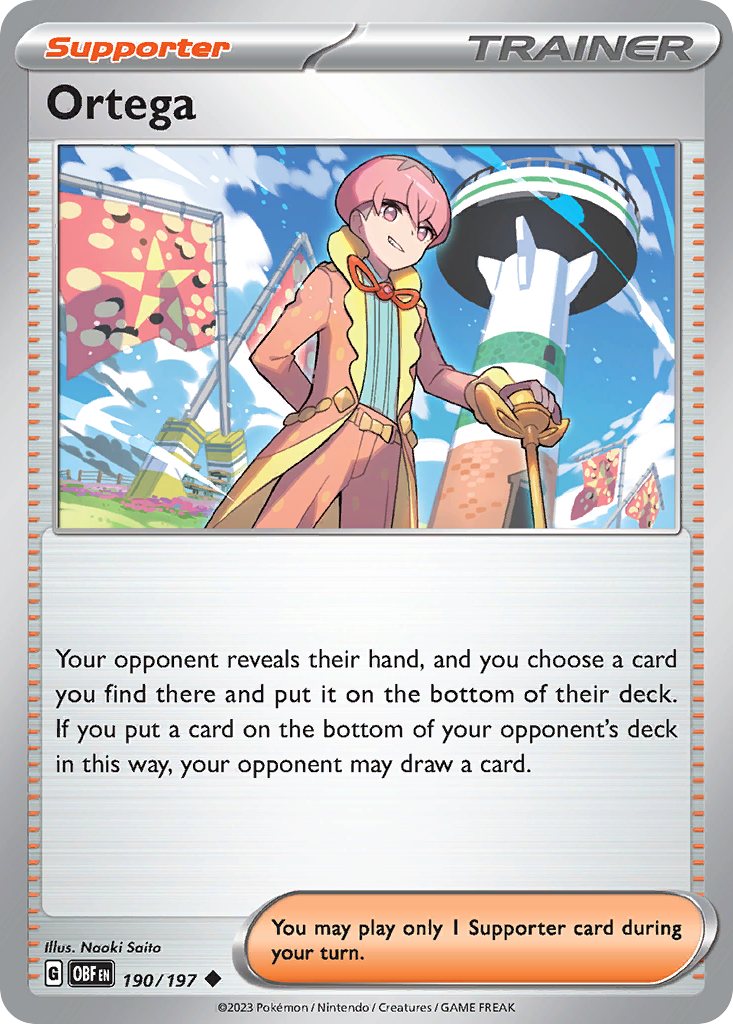 Supporter
TRAINER
Ortega
Your opponent reveals their hand, and you choose a card
you find there and put it on the bottom of their deck.
If you put a card on the bottom of your opponent's deck
in this way, your opponent may draw a card.
You may play only 1 Supporter card during
your turn.
Illus. Naoki Saito
G OBF EN 190/197
©2023 Pokémon / Nintendo / Creatures / GAME FREAK